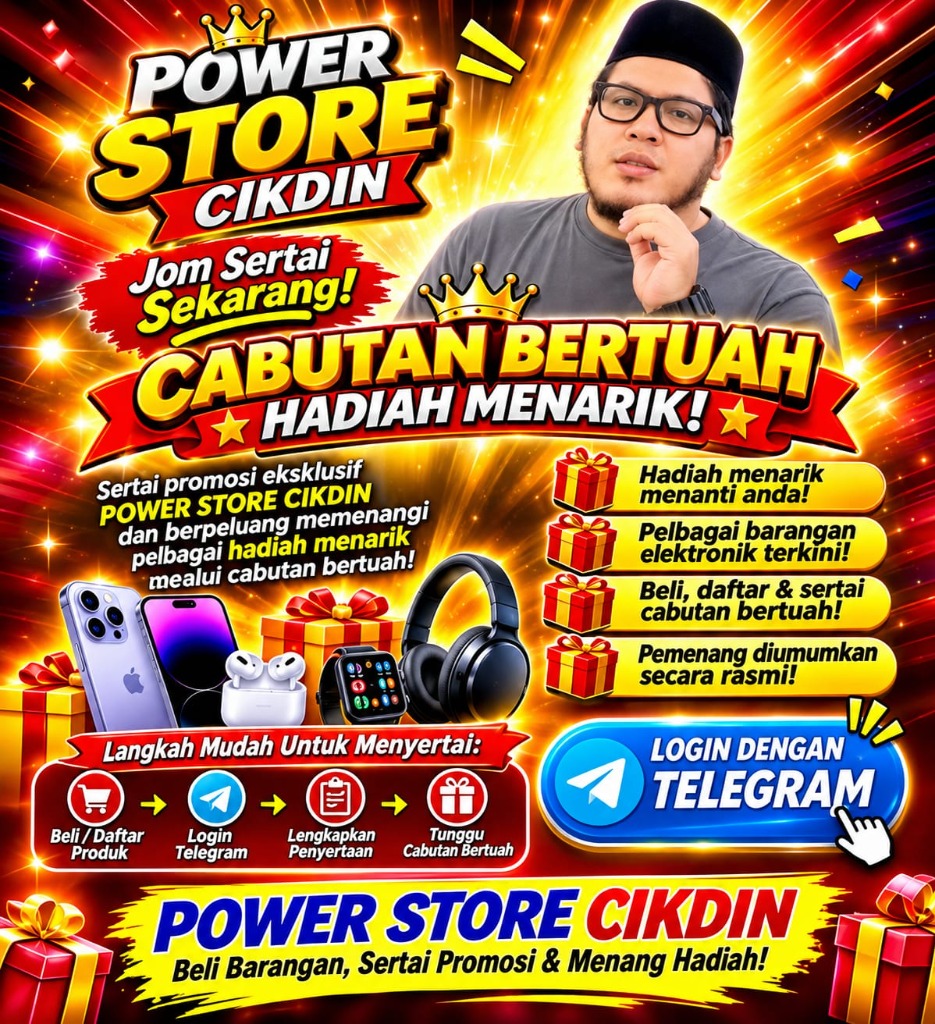 POWER
STORE
CIKDIN
Jom Sertai
Sekarang!
CABUTAN BERTUAH
HADIAH MENARIK!
Sertai promosi eksklusif
POWER STORE CIKDIN
dan berpeluang memenangi
pelbagai hadiah menarik
mealui cabutan bertuah!
Hadiah menarik
menanti anda!
Pelbagai barangan
elektronik terkini!
Beli, daftar & sertai
cabutan bertuah!
Pemenang diumumkan
secara rasmi!
Langkah Mudah Untuk Menyertai:
Beli / Daftar
Produk
Login
Telegram
Lengkapkan
Penyertaan
Tunggu
Cabutan Bertuah
LOGIN DENGAN
TELEGRAM
POWER STORE CIKDIN
Beli Barangan, Sertai Promosi & Menang Hadiah!